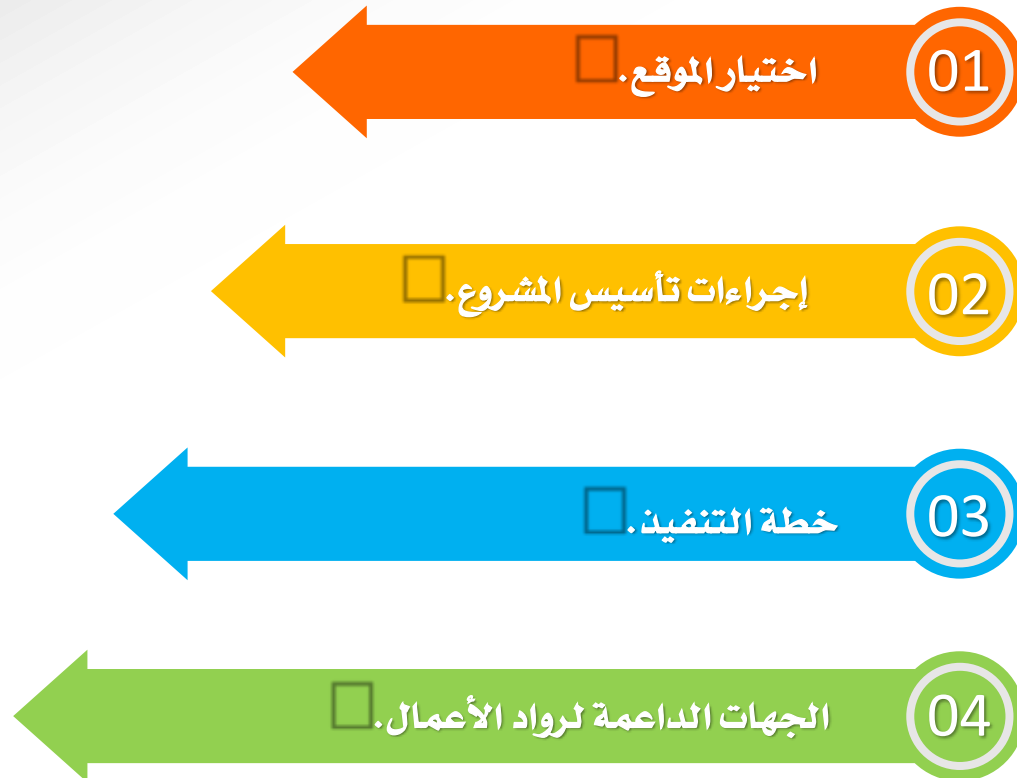 01 اختيار الموقع.
02 إجراءات تأسيس المشروع.
03 خطة التنفيذ.
04 الجهات الداعمة لرواد الأعمال.